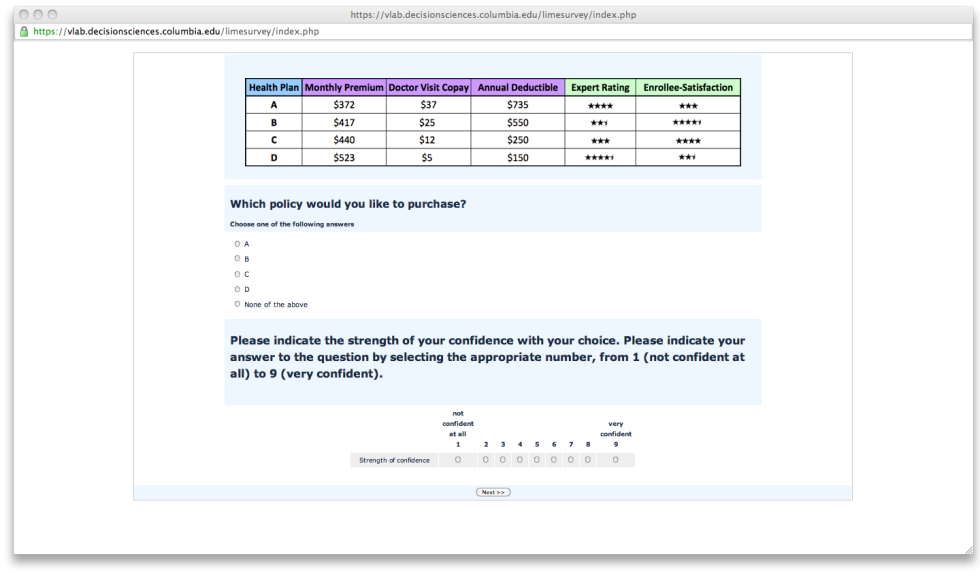 https://vlab.decisionsciences.columbia.edu/limesurvey/index.php
https://vlab.decisionsciences.columbia.edu/limesurvey/index.php
Health Plan Monthly Premium Doctor Visit Copay Annual Deductible Expert Rating Enrollee-Satisfaction
A $372 $37 $735 ★★★★ ★★★
B $417 $25 $550 ★★⯨ ★★★★⯨
C $440 $12 $250 ★★★ ★★★★
D $523 $5 $150 ★★★★⯨ ★★⯨
Which policy would you like to purchase?
Choose one of the following answers
A
B
C
D
None of the above
Please indicate the strength of your confidence with your choice. Please indicate your
answer to the question by selecting the appropriate number, from 1 (not confident at
all) to 9 (very confident).
not
confident
at all
very
confident
1 2 3 4 5 6 7 8 9
Strength of confidence
Next >>